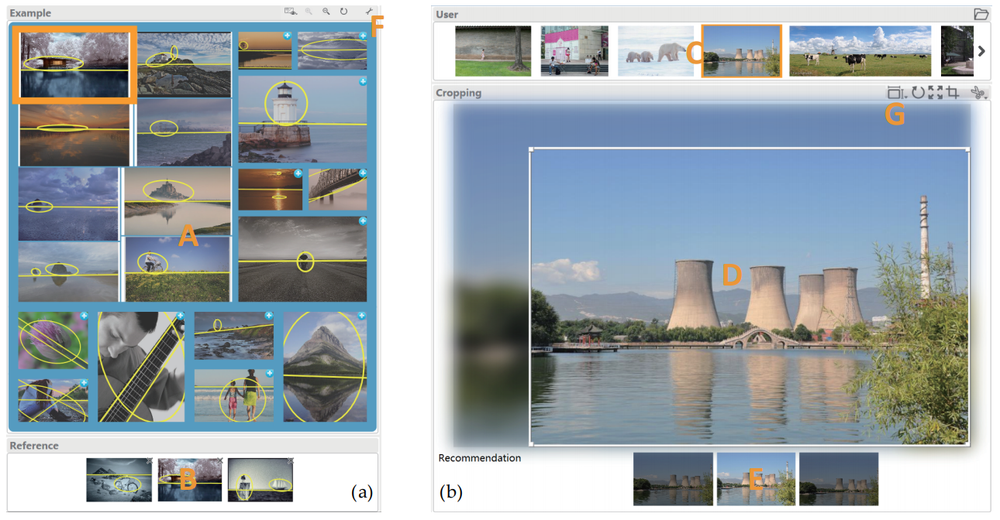 Example
F
A
Reference
B
(a)
User
C
Cropping
G
D
Recommendation
E
(b)